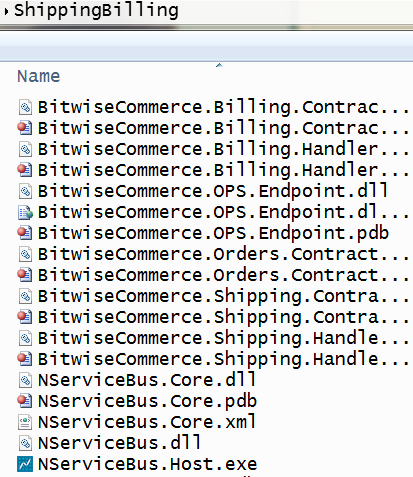 ShippingBilling
Name
BitwiseCommerce.Billing.Contrac...
BitwiseCommerce.Billing.Contrac...
BitwiseCommerce.Billing.Handler...
BitwiseCommerce.Billing.Handler...
BitwiseCommerce.OPS.Endpoint.dll
BitwiseCommerce.OPS.Endpoint.dl...
BitwiseCommerce.OPS.Endpoint.pdb
BitwiseCommerce.Orders.Contract...
BitwiseCommerce.Orders.Contract...
BitwiseCommerce.Shipping.Contra...
BitwiseCommerce.Shipping.Contra...
BitwiseCommerce.Shipping.Handle...
BitwiseCommerce.Shipping.Handle...
NServiceBus.Core.dll
NServiceBus.Core.pdb
NServiceBus.Core.xml
NServiceBus.dll
NServiceBus.Host.exe